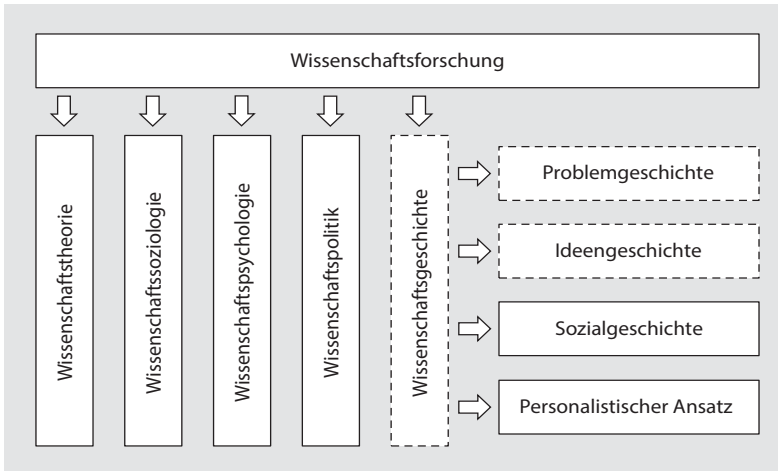 Wissenschaftsforschung
Wissenschaftstheorie
Wissenschaftssoziologie
Wissenschaftspsychologie
Wissenschaftspolitik
Wissenschaftsgeschichte
Problemgeschichte
Ideengeschichte
Sozialgeschichte
Personalistischer Ansatz